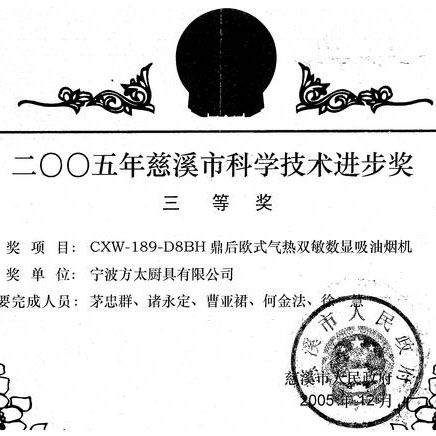 二〇〇五年慈溪市科学技术进步奖
三等奖
奖项目：CXW-189-D8BH 鼎后欧式气热双敏数显吸油烟机
奖单位：宁波方太厨具有限公司
要完成人员：茅忠群、诸永定、曹亚裙、何金法、徐慧
慈溪市人民政府
慈溪市人民政府
2005年12月